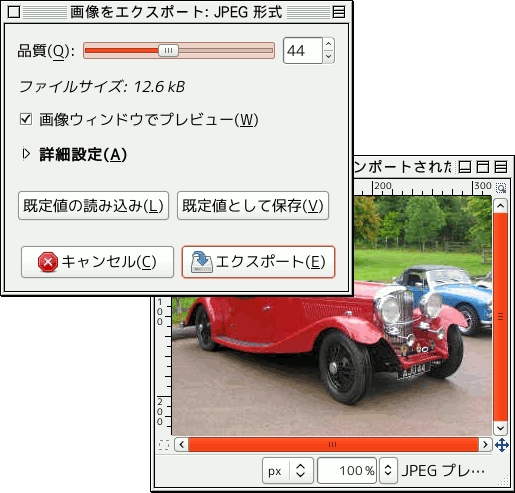 画像をエクスポート: JPEG 形式
品質(Q):
44
ファイルサイズ: 12.6 kB
画像ウィンドウでプレビュー(W)
詳細設定(A)
既定値の読み込み(L)
既定値として保存(V)
キャンセル(C)
エクスポート(E)
ンポートされた
200
300
100
200
AJJ44
px
100%
JPEG プレ…